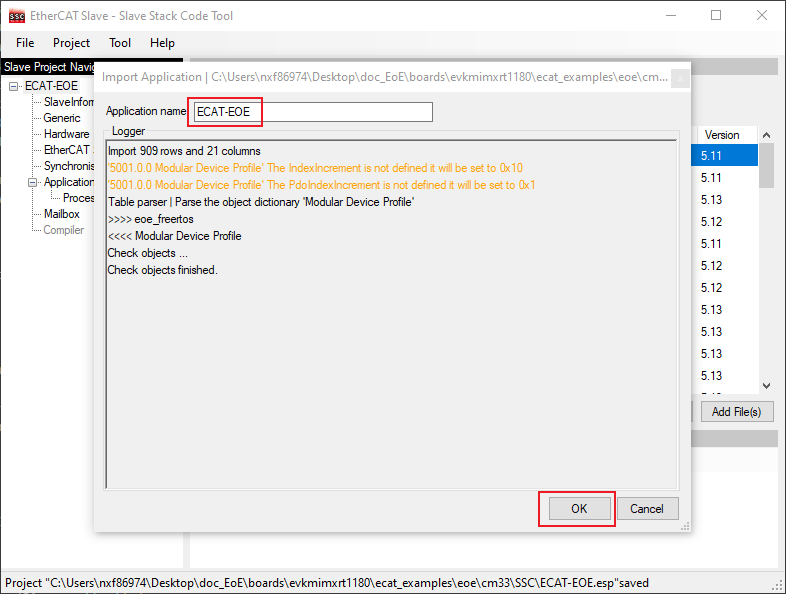 SSC EtherCAT Slave - Slave Stack Code Tool
File Project Tool Help
Slave Project Navig
ECAT-EOE
SlaveInfor
Generic
Hardware
EtherCAT
Synchronis
Application
Proces
Mailbox
Compiler
Import Application | C:\Users\nxf86974\Desktop\doc_EoE\boards\evkmimxrt1180\ecat_examples\eoe\cm...
Application name ECAT-EOE
Logger
Import 909 rows and 21 columns
'5001.0.0 Modular Device Profile' The IndexIncrement is not defined it will be set to 0x10
'5001.0.0 Modular Device Profile' The PdoIndexIncrement is not defined it will be set to 0x1
Table parser | Parse the object dictionary 'Modular Device Profile'
>>>> eoe_freertos
<<<< Modular Device Profile
Check objects ...
Check objects finished.
OK Cancel
Version
5.11
5.11
5.13
5.12
5.11
5.12
5.12
5.13
5.13
5.13
5.13
Add File(s)
Project "C:\Users\nxf86974\Desktop\doc_EoE\boards\evkmimxrt1180\ecat_examples\eoe\cm33\SSC\ECAT-EOE.esp"saved